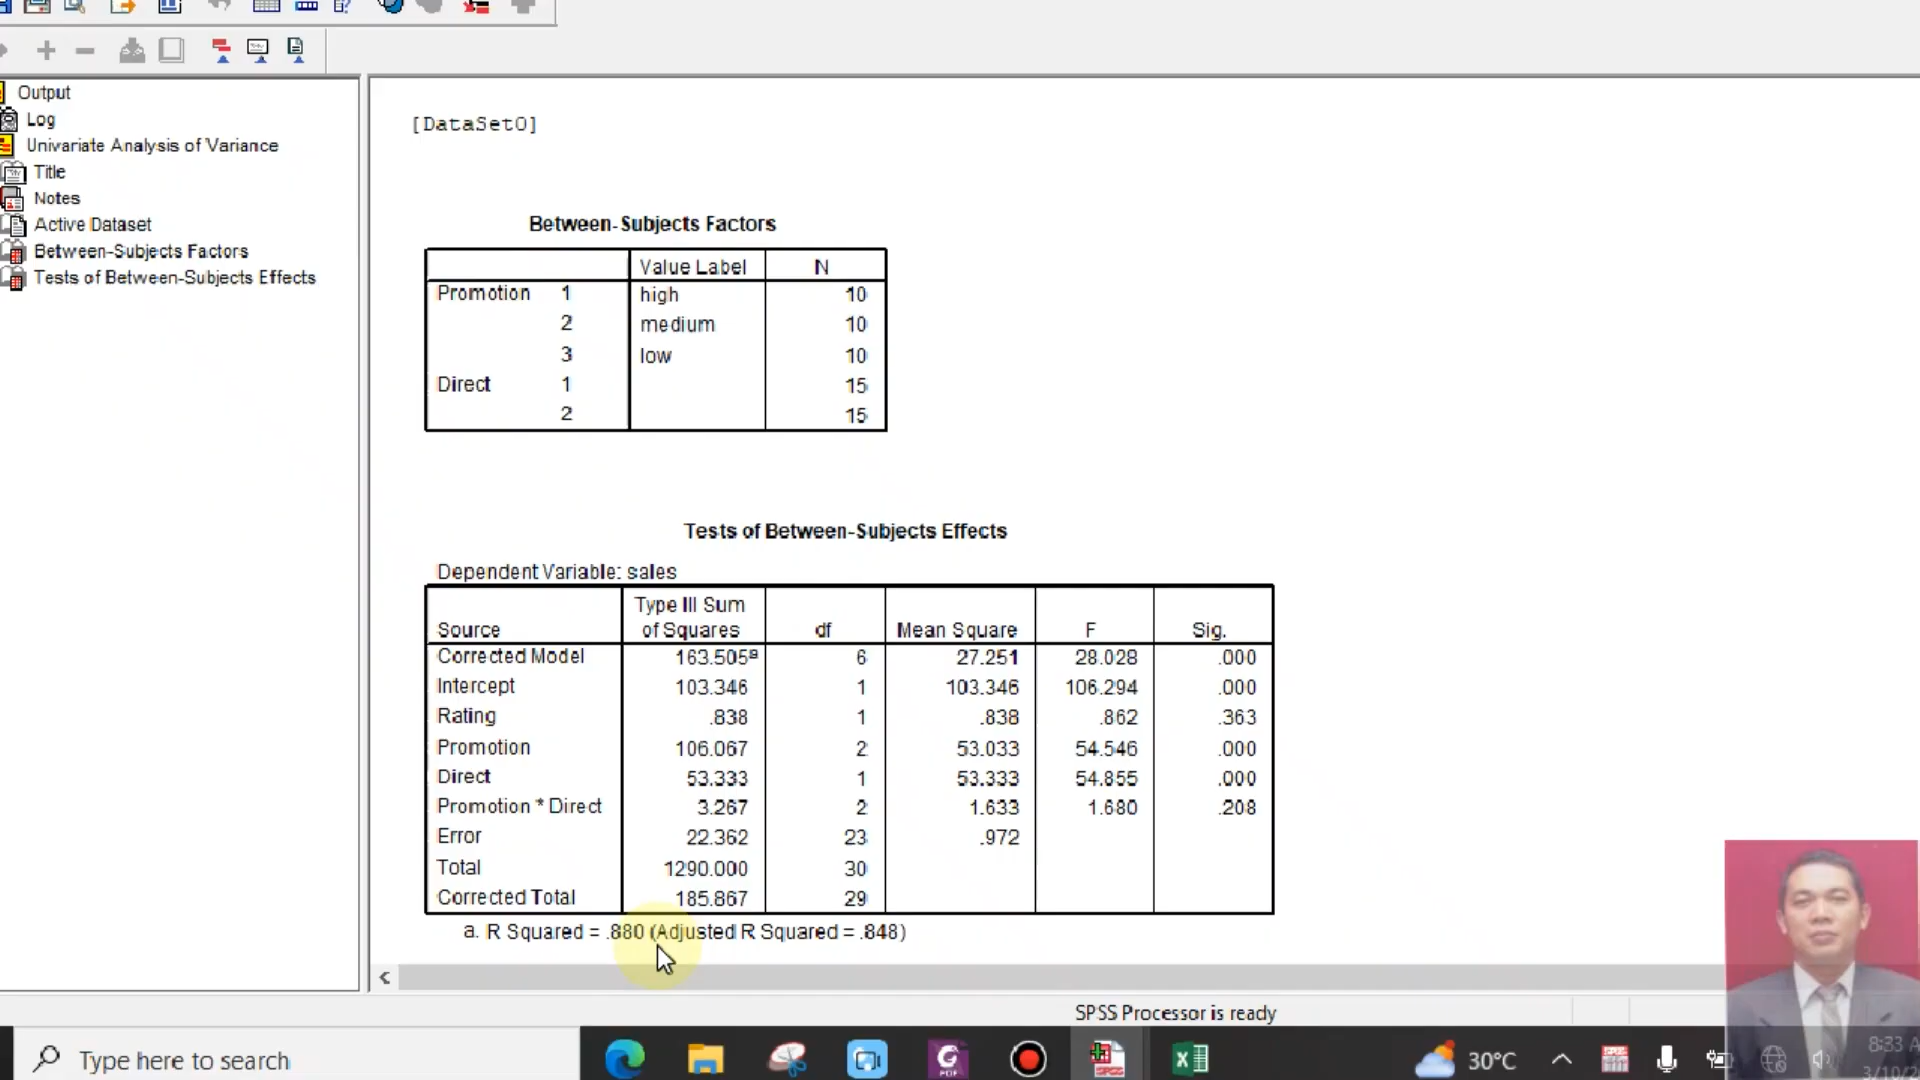 Output
Log
Univariate Analysis of Variance
Title
Notes
Active Dataset
Between-Subjects Factors
Tests of Between-Subjects Effects
[DataSet0]
Between-Subjects Factors
Value Label N
Promotion 1 high 10
2 medium 10
3 low 10
Direct 1 15
2 15
Tests of Between-Subjects Effects
Dependent Variable: sales
Source Type III Sum of Squares df Mean Square F Sig.
Corrected Model 163.505a 6 27.251 28.028 .000
Intercept 103.346 1 103.346 106.294 .000
Rating .838 1 .838 .862 .363
Promotion 106.067 2 53.033 54.546 .000
Direct 53.333 1 53.333 54.855 .000
Promotion * Direct 3.267 2 1.633 1.680 .208
Error 22.362 23 .972
Total 1290.000 30
Corrected Total 185.867 29
a. R Squared = .880 (Adjusted R Squared = .848)
SPSS Processor is ready
Type here to search
30°C
8:33 A
3/10/2